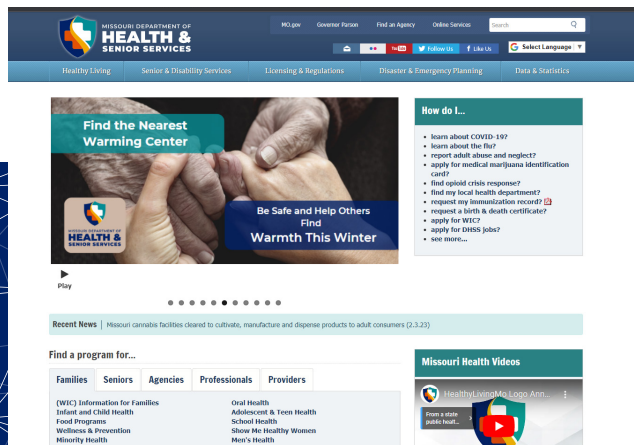 MISSOURI DEPARTMENT OF
HEALTH &
SENIOR SERVICES
MO.gov Governor Parson Find an Agency Online Services Search
You Tube Follow Us Like Us Select Language ▼
Healthy Living Senior & Disability Services Licensing & Regulations Disaster & Emergency Planning Data & Statistics
Find the Nearest
Warming Center
MISSOURI DEPARTMENT OF
HEALTH &
SENIOR SERVICES
Be Safe and Help Others
Find
Warmth This Winter
Play
How do I...
learn about COVID-19?
learn about the flu?
report adult abuse and neglect?
apply for medical marijuana identification
card?
find opioid crisis response?
find my local health department?
request my immunization record?
request a birth & death certificate?
apply for WIC?
apply for DHSS jobs?
see more...
Recent News Missouri cannabis facilities cleared to cultivate, manufacture and dispense products to adult consumers (2.3.23)
Find a program for...
Families Seniors Agencies Professionals Providers
(WIC) Information for Families
Infant and Child Health
Food Programs
Wellness & Prevention
Minority Health
Oral Health
Adolescent & Teen Health
School Health
Show Me Healthy Women
Men's Health
Missouri Health Videos
HealthyLivingMo Logo Ann...
From a state
public healt...